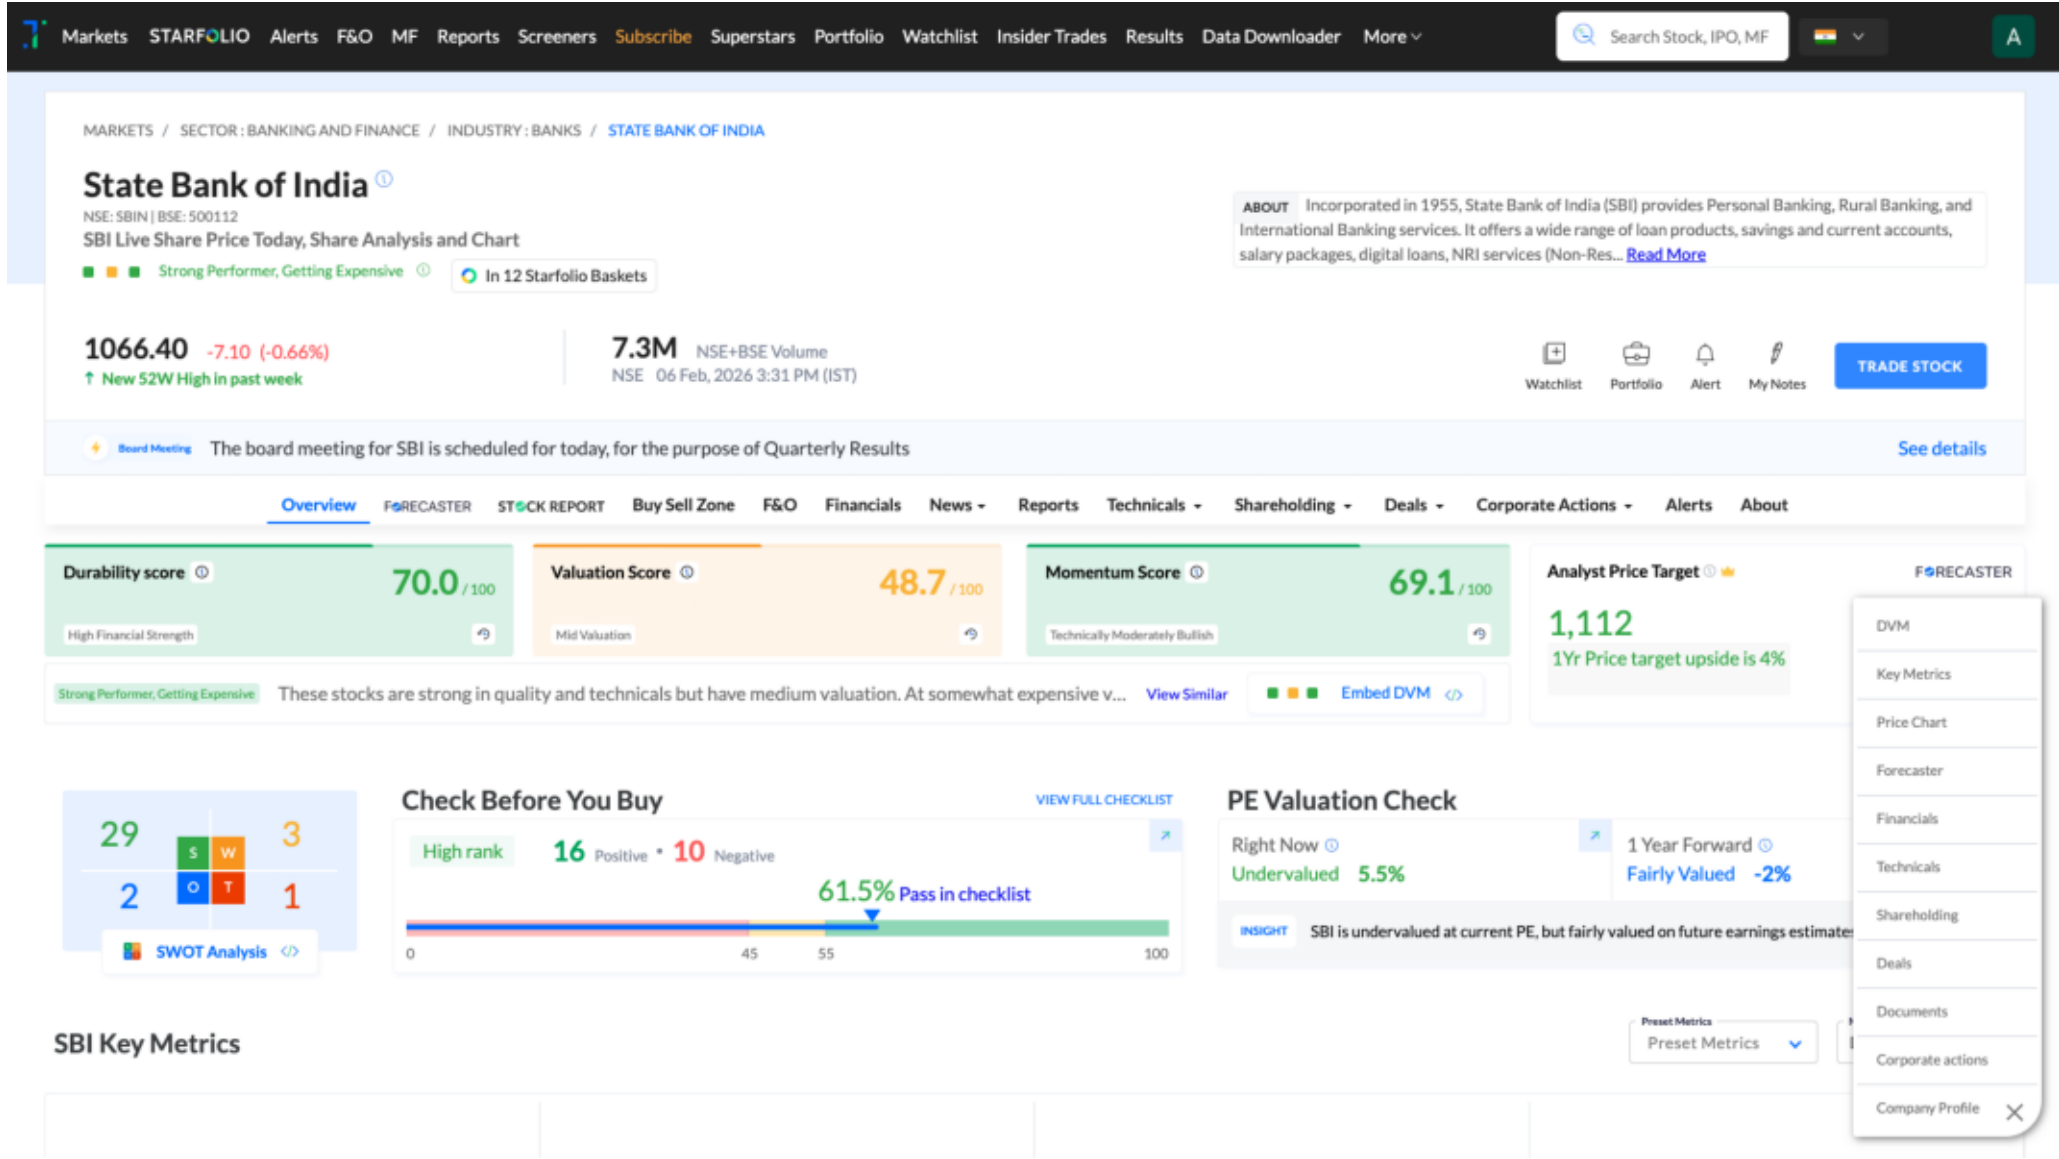 Markets STARFOLIO Alerts F&O MF Reports Screeners Subscribe Superstars Portfolio Watchlist Insider Trades Results Data Downloader More Search Stock, IPO, MF A
MARKETS / SECTOR : BANKING AND FINANCE / INDUSTRY : BANKS / STATE BANK OF INDIA
State Bank of India
NSE: SBIN | BSE: 500112
SBI Live Share Price Today, Share Analysis and Chart
Strong Performer, Getting Expensive In 12 Starfolio Baskets
ABOUT Incorporated in 1955, State Bank of India (SBI) provides Personal Banking, Rural Banking, and
International Banking services. It offers a wide range of loan products, savings and current accounts,
salary packages, digital loans, NRI services (Non-Res... Read More
1066.40 -7.10 (-0.66%)
↑ New 52W High in past week
7.3M NSE+BSE Volume
NSE 06 Feb, 2026 3:31 PM (IST)
Watchlist Portfolio Alert My Notes TRADE STOCK
Board Meeting The board meeting for SBI is scheduled for today, for the purpose of Quarterly Results See details
Overview FORECASTER STOCK REPORT Buy Sell Zone F&O Financials News Reports Technicals Shareholding Deals Corporate Actions Alerts About
Durability score 70.0 / 100
High Financial Strength
Valuation Score 48.7 / 100
Mid Valuation
Momentum Score 69.1 / 100
Technically Moderately Bullish
Analyst Price Target FORECASTER
1,112
1Yr Price target upside is 4%
Strong Performer, Getting Expensive These stocks are strong in quality and technicals but have medium valuation. At somewhat expensive v... View Similar Embed DVM </>
29 S W 3
2 O T 1
SWOT Analysis </>
Check Before You Buy VIEW FULL CHECKLIST
High rank 16 Positive • 10 Negative
61.5% Pass in checklist
0 45 55 100
PE Valuation Check
Right Now
Undervalued 5.5%
1 Year Forward
Fairly Valued -2%
INSIGHT SBI is undervalued at current PE, but fairly valued on future earnings estimates
SBI Key Metrics
Preset Metrics
Preset Metrics
DVM
Key Metrics
Price Chart
Forecaster
Financials
Technicals
Shareholding
Deals
Documents
Corporate actions
Company Profile